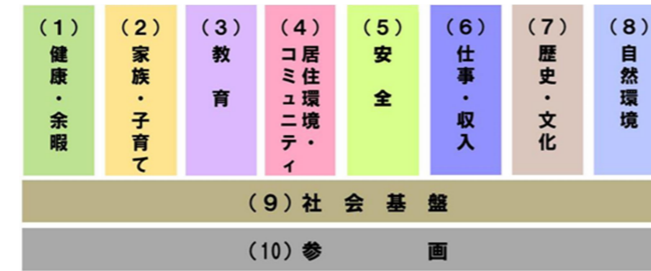 (1)健康・余暇
(2)家族・子育て
(3)教育
(4)居住環境・
コミュニティ
(5)安全
(6)仕事・収入
(7)歴史・文化
(8)自然環境
(9)社会基盤
(10)参画